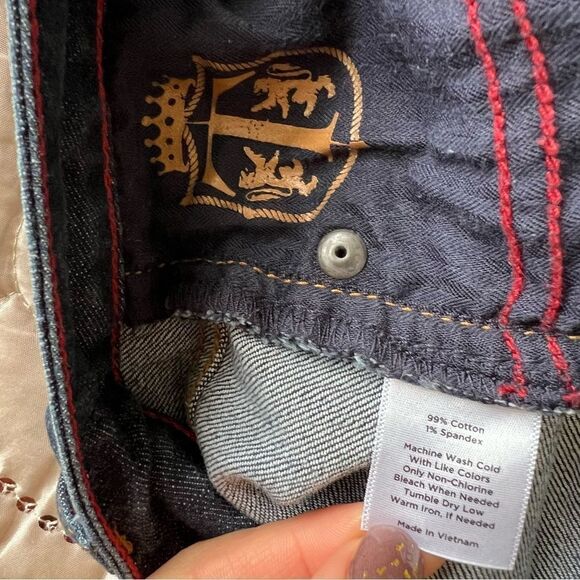 T
99% Cotton
1% Spandex
Machine Wash Cold
With Like Colors
Only Non-Chlorine
Bleach When Needed
Tumble Dry Low
Warm Iron, If Needed
Made in Vietnam